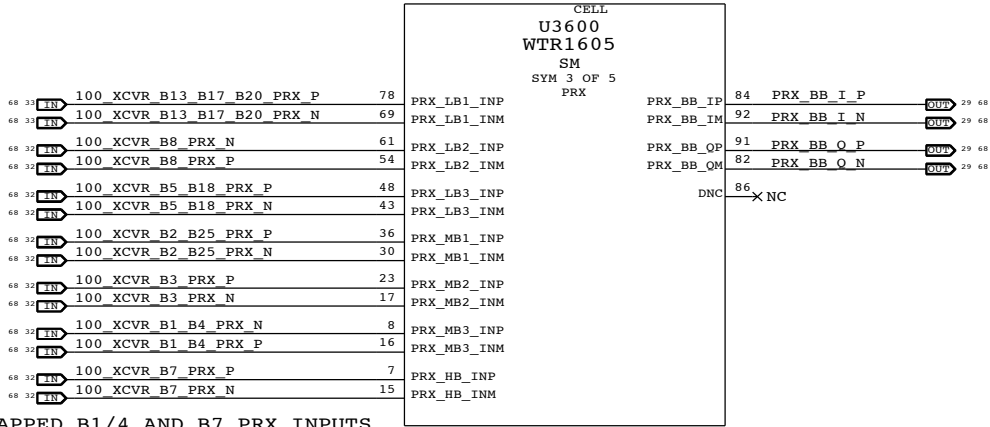 CELL
U3600
WTR1605
SM
SYM 3 OF 5
PRX
68 33 IN 100_XCVR_B13_B17_B20_PRX_P 78 PRX_LB1_INP
68 33 IN 100_XCVR_B13_B17_B20_PRX_N 69 PRX_LB1_INM
68 32 IN 100_XCVR_B8_PRX_N 61 PRX_LB2_INP
68 32 IN 100_XCVR_B8_PRX_P 54 PRX_LB2_INM
68 32 IN 100_XCVR_B5_B18_PRX_P 48 PRX_LB3_INP
68 32 IN 100_XCVR_B5_B18_PRX_N 43 PRX_LB3_INM
68 32 IN 100_XCVR_B2_B25_PRX_P 36 PRX_MB1_INP
68 32 IN 100_XCVR_B2_B25_PRX_N 30 PRX_MB1_INM
68 32 IN 100_XCVR_B3_PRX_P 23 PRX_MB2_INP
68 32 IN 100_XCVR_B3_PRX_N 17 PRX_MB2_INM
68 32 IN 100_XCVR_B1_B4_PRX_N 8 PRX_MB3_INP
68 32 IN 100_XCVR_B1_B4_PRX_P 16 PRX_MB3_INM
68 32 IN 100_XCVR_B7_PRX_P 7 PRX_HB_INP
68 32 IN 100_XCVR_B7_PRX_N 15 PRX_HB_INM
PRX_BB_IP 84 PRX_BB_I_P OUT 29 68
PRX_BB_IM 92 PRX_BB_I_N OUT 29 68
PRX_BB_QP 91 PRX_BB_Q_P OUT 29 68
PRX_BB_QM 82 PRX_BB_Q_N OUT 29 68
DNC 86 NC
APPED B1/4 AND B7 PRX INPUTS